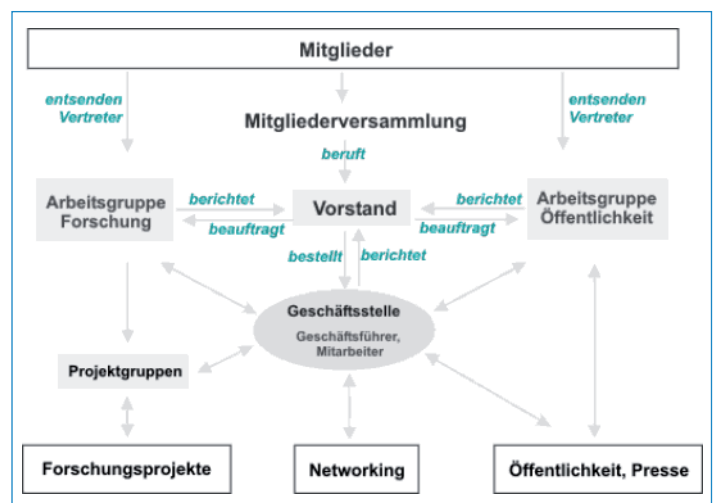 Mitglieder
entsenden
Vertreter
entsenden
Vertreter
Mitgliederversammlung
beruft
Arbeitsgruppe
Forschung
berichtet
beauftragt
Vorstand
berichtet
beauftragt
Arbeitsgruppe
Öffentlichkeit
bestellt
berichtet
Geschäftsstelle
Geschäftsführer,
Mitarbeiter
Projektgruppen
Forschungsprojekte
Networking
Öffentlichkeit, Presse